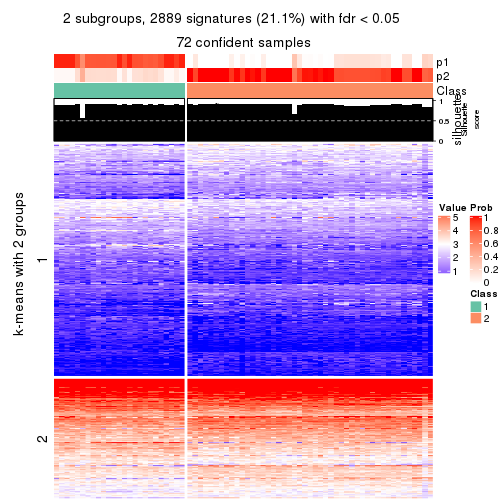 2 subgroups, 2889 signatures (21.1%) with fdr < 0.05
72 confident samples
p1
p2
Class
1
0.5
0
silhouette
Silhouette
score
k-means with 2 groups
1
2
Value
5
4
3
2
1
Prob
1
0.8
0.6
0.4
0.2
0
Class
1
2